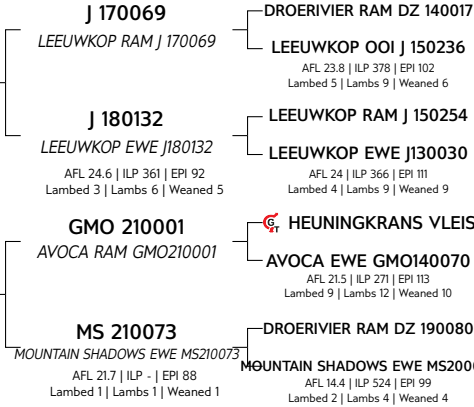 J 170069
LEEUWKOP RAM J 170069
DROERIVIER RAM DZ 140017
LEEUWKOP OOI J 150236
AFL 23.8 | ILP 378 | EPI 102
Lambed 5 | Lambs 9 | Weaned 6
J 180132
LEEUWKOP EWE J180132
AFL 24.6 | ILP 361 | EPI 92
Lambed 3 | Lambs 6 | Weaned 5
LEEUWKOP RAM J 150254
LEEUWKOP EWE J130030
AFL 24 | ILP 366 | EPI 111
Lambed 4 | Lambs 9 | Weaned 9
GMO 210001
AVOCA RAM GMO210001
GT HEUNINGKRANS VLEIS
AVOCA EWE GMO140070
AFL 21.5 | ILP 271 | EPI 113
Lambed 9 | Lambs 12 | Weaned 10
MS 210073
MOUNTAIN SHADOWS EWE MS210073
AFL 21.7 | ILP - | EPI 88
Lambed 1 | Lambs 1 | Weaned 1
DROERIVIER RAM DZ 190080
MOUNTAIN SHADOWS EWE MS200
AFL 14.4 | ILP 524 | EPI 99
Lambed 2 | Lambs 4 | Weaned 4